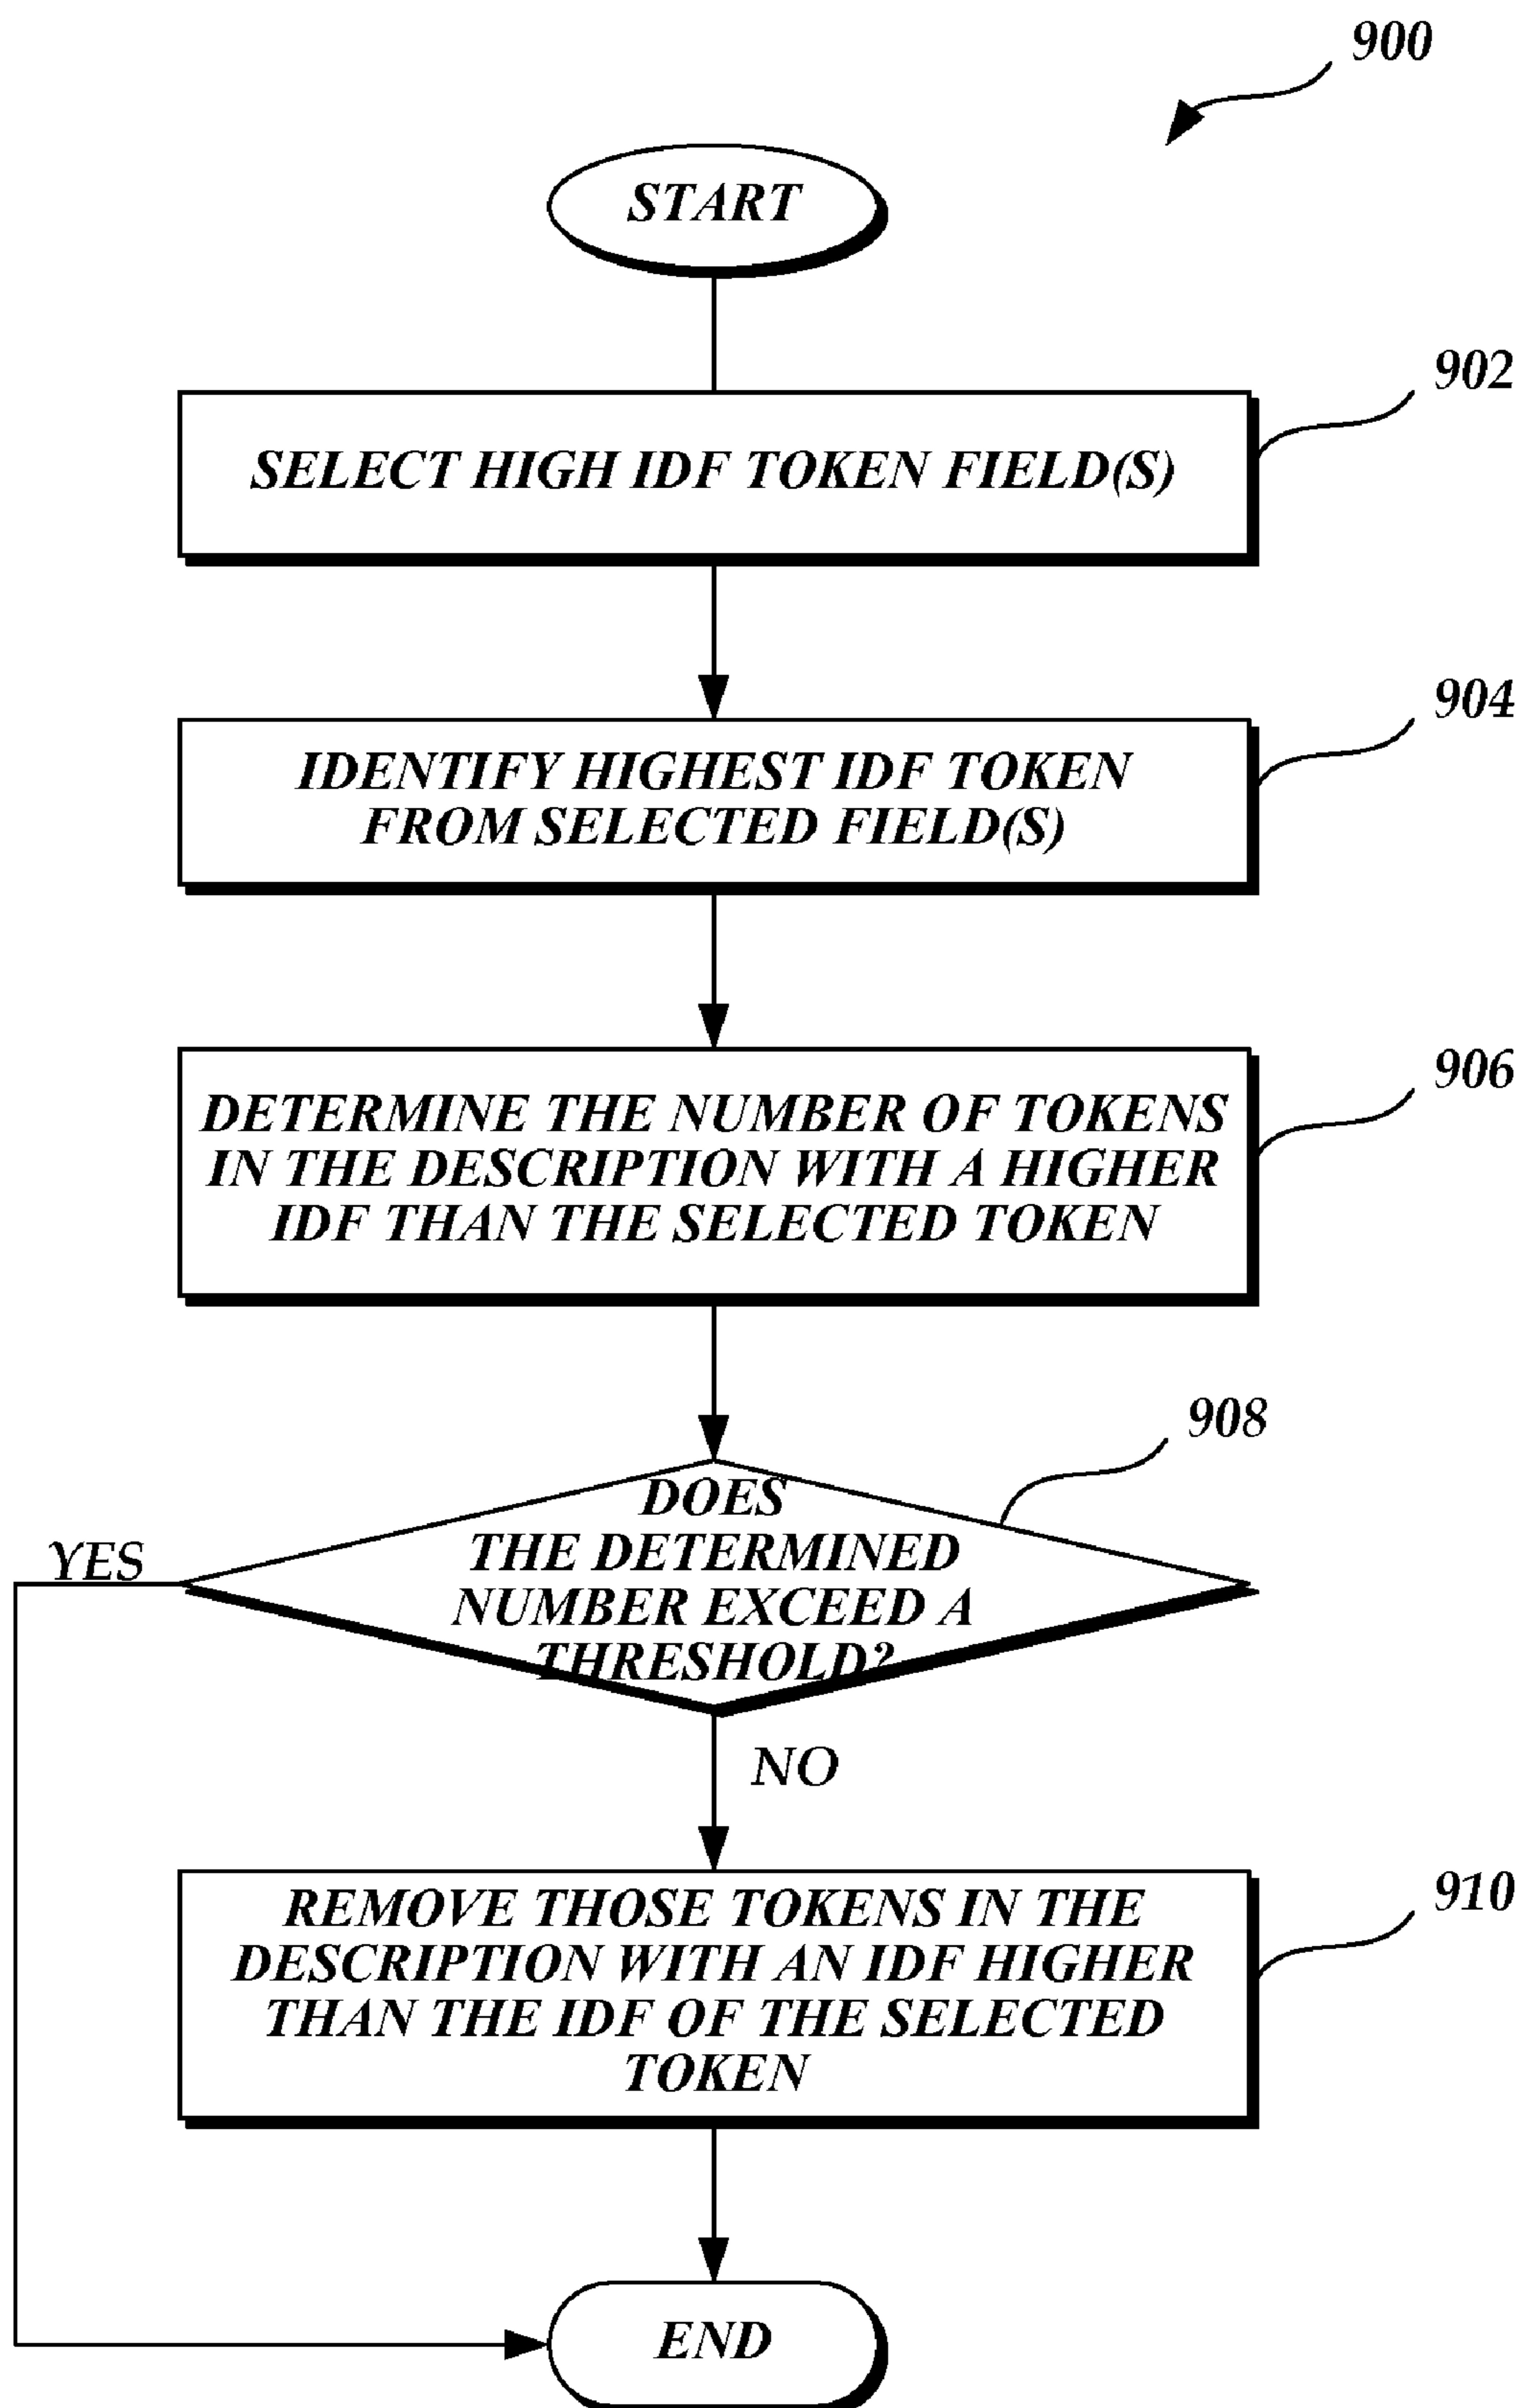 900
START
902
SELECT HIGH IDF TOKEN FIELD(S)
904
IDENTIFY HIGHEST IDF TOKEN
FROM SELECTED FIELD(S)
906
DETERMINE THE NUMBER OF TOKENS
IN THE DESCRIPTION WITH A HIGHER
IDF THAN THE SELECTED TOKEN
908
DOES
THE DETERMINED
NUMBER EXCEED A
THRESHOLD?
YES
NO
910
REMOVE THOSE TOKENS IN THE
DESCRIPTION WITH AN IDF HIGHER
THAN THE IDF OF THE SELECTED
TOKEN
END